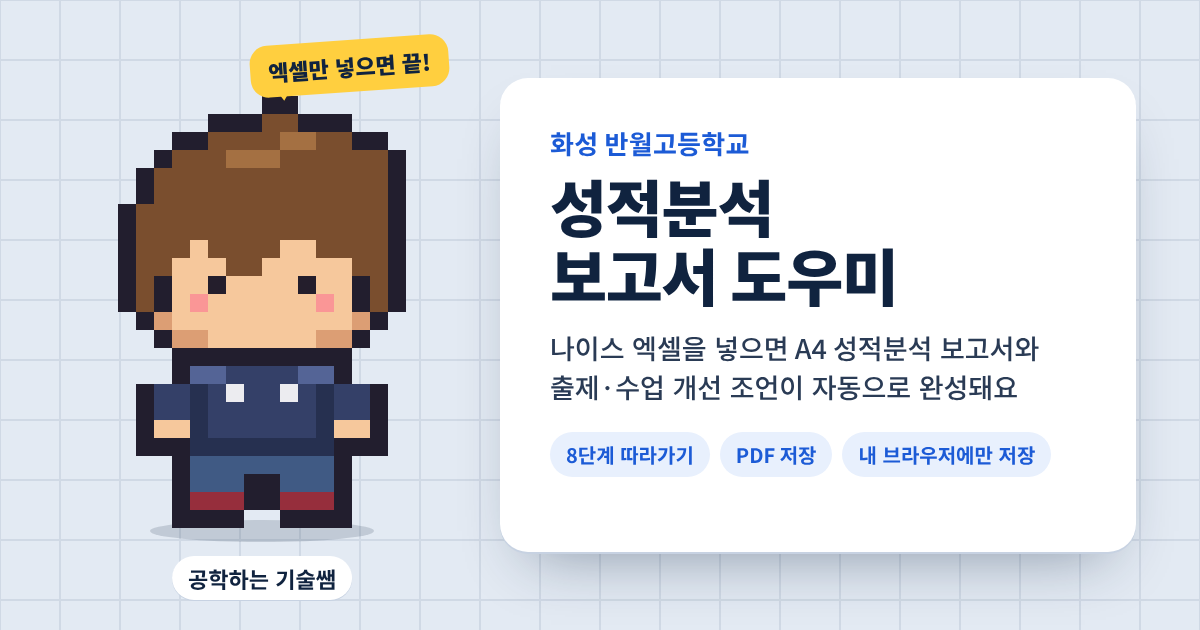 엑셀만 넣으면 끝!
화성 반월고등학교
성적분석
보고서 도우미
나이스 엑셀을 넣으면 A4 성적분석 보고서와
출제·수업 개선 조언이 자동으로 완성돼요
8단계 따라가기
PDF 저장
내 브라우저에만 저장
공학하는 기술쌤